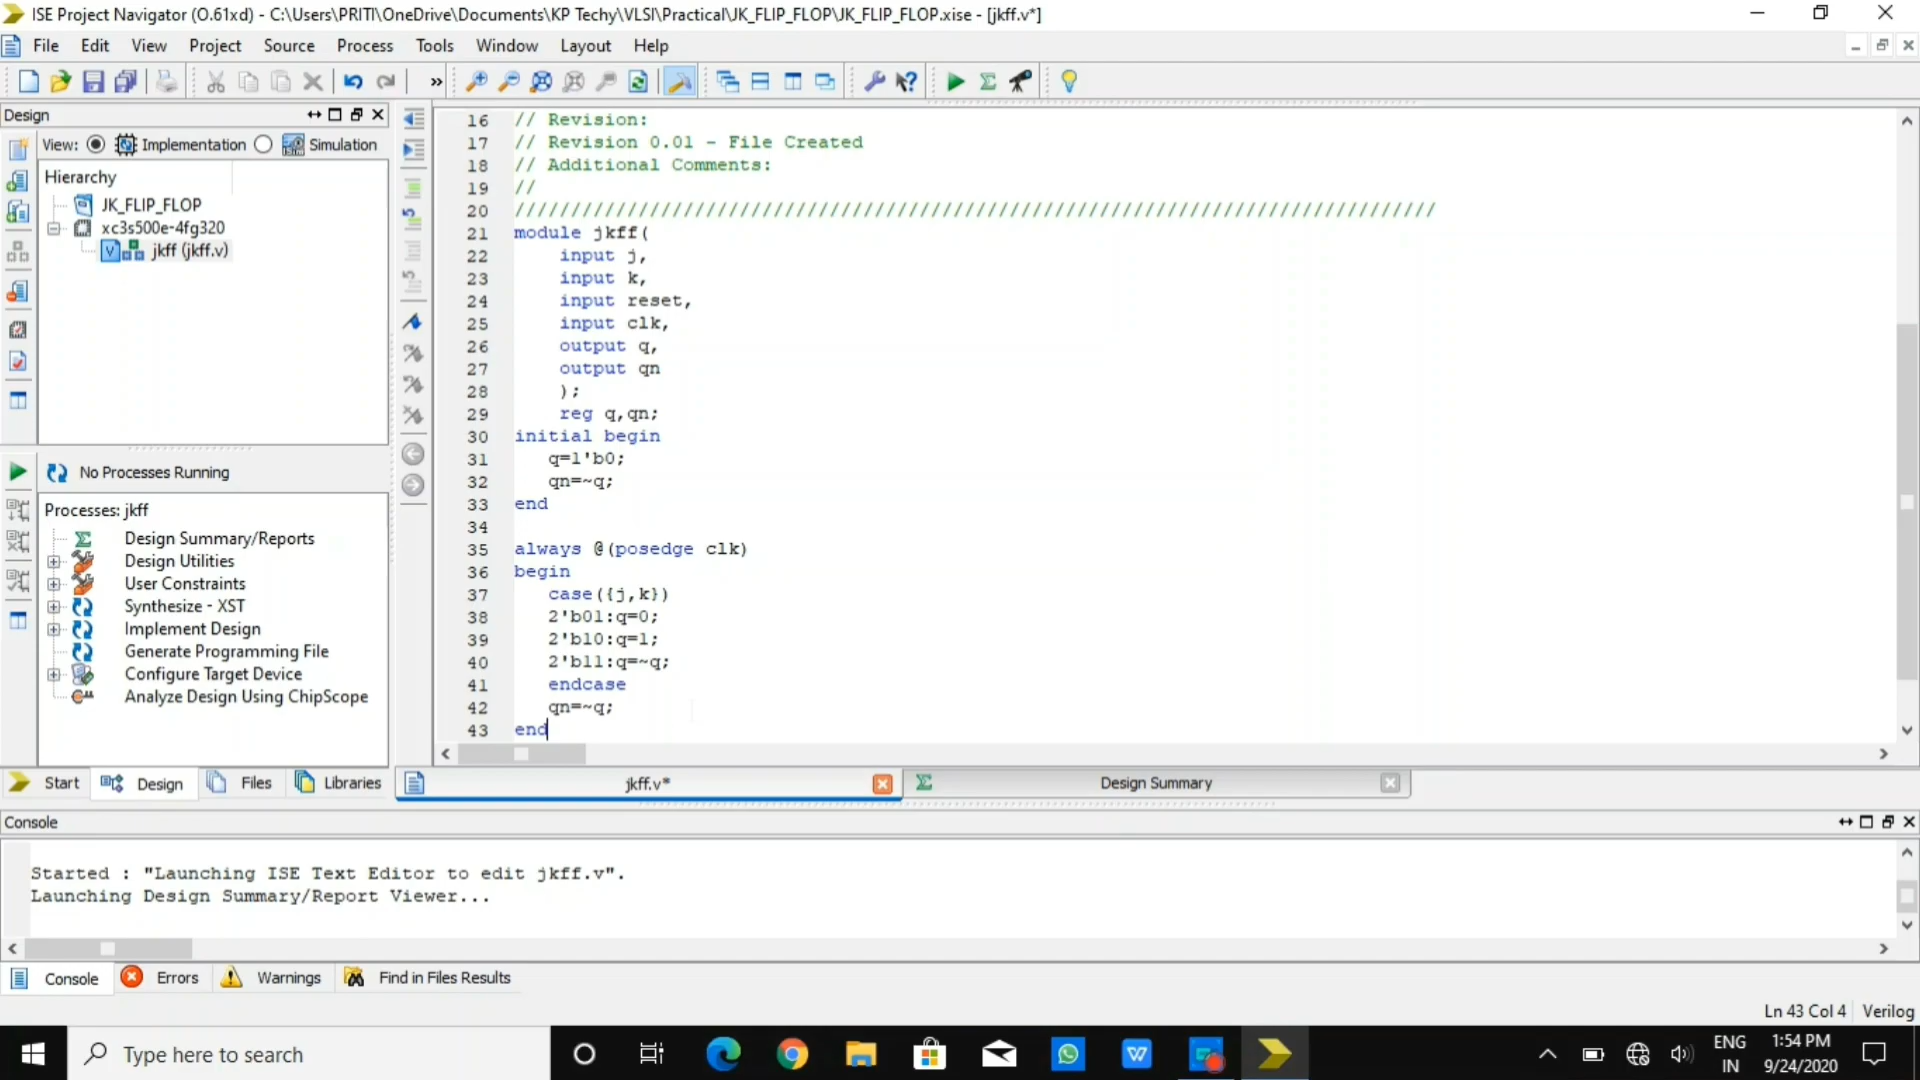 ISE Project Navigator (O.61xd) - C:\Users\PRITI\OneDrive\Documents\KP Techy\VLSI\Practical\JK_FLIP_FLOP\JK_FLIP_FLOP.xise - [jkff.v*]
File Edit View Project Source Process Tools Window Layout Help
»
Design
View: Implementation Simulation
Hierarchy
JK_FLIP_FLOP
xc3s500e-4fg320
jkff (jkff.v)
No Processes Running
Processes: jkff
Design Summary/Reports
Design Utilities
User Constraints
Synthesize - XST
Implement Design
Generate Programming File
Configure Target Device
Analyze Design Using ChipScope
Start Design Files Libraries
16 // Revision:
17 // Revision 0.01 - File Created
18 // Additional Comments:
19 //
20 //////////////////////////////////////////////////////////////////////////////////
21 module jkff(
22 input j,
23 input k,
24 input reset,
25 input clk,
26 output q,
27 output qn
28 );
29 reg q,qn;
30 initial begin
31 q=1'b0;
32 qn=~q;
33 end
34
35 always @(posedge clk)
36 begin
37 case({j,k})
38 2'b01:q=0;
39 2'b10:q=1;
40 2'b11:q=~q;
41 endcase
42 qn=~q;
43 end
jkff.v* Design Summary
Console
Started : "Launching ISE Text Editor to edit jkff.v".
Launching Design Summary/Report Viewer...
Console Errors Warnings Find in Files Results
Ln 43 Col 4 Verilog
Type here to search
ENG
IN
1:54 PM
9/24/2020